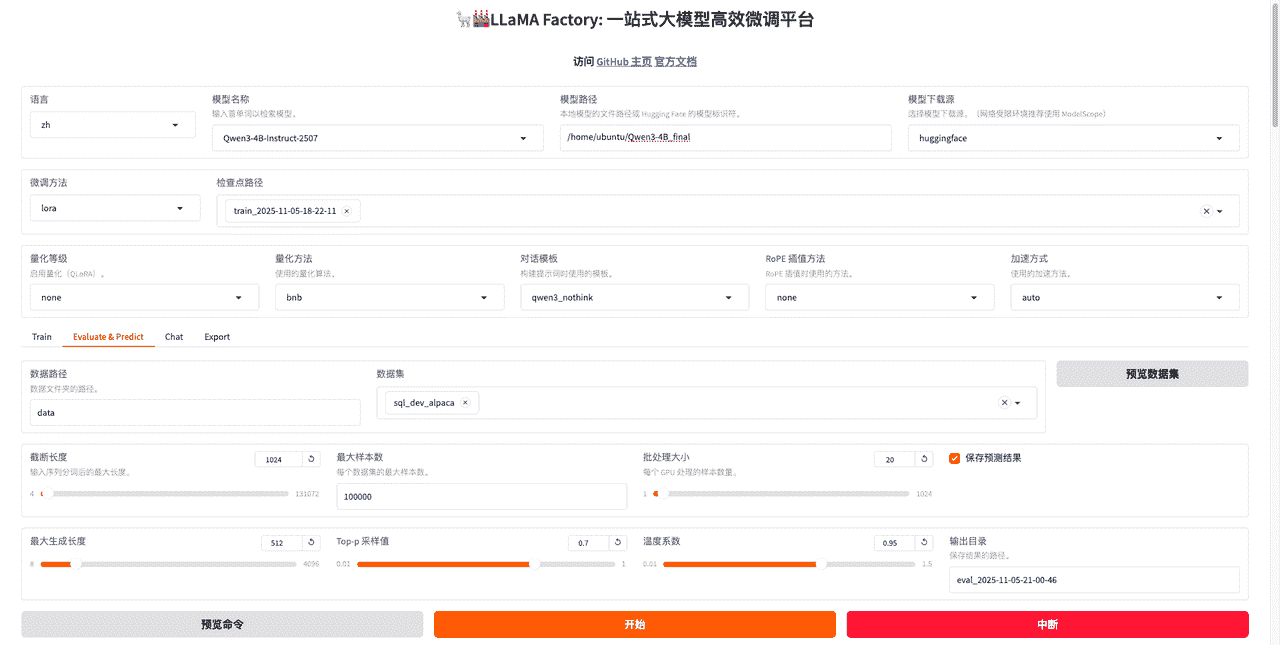 🦙🏭LLaMA Factory: 一站式大模型高效微调平台
访问 GitHub 主页 官方文档
语言
zh
模型名称
输入首单词以检索模型。
Qwen3-4B-Instruct-2507
模型路径
本地模型的文件路径或 Hugging Face 的模型标识符。
/home/ubuntu/Qwen3-4B_final
模型下载源
选择模型下载源。（网络受限环境推荐使用 ModelScope）
huggingface
微调方法
lora
检查点路径
train_2025-11-05-18-22-11 ×
量化等级
启用量化（QLoRA）。
none
量化方法
使用的量化算法。
bnb
对话模板
构建提示词时使用的模板。
qwen3_nothink
RoPE 插值方法
RoPE 插值时使用的方法。
none
加速方式
使用的加速方法。
auto
Train Evaluate & Predict Chat Export
数据路径
数据文件夹的路径。
data
数据集
sql_dev_alpaca ×
预览数据集
截断长度
1024
输入序列分词后的最大长度。
4 131072
最大样本数
每个数据集的最大样本数。
100000
批处理大小
20
每个 GPU 处理的样本数量。
1 1024
保存预测结果
最大生成长度
512
8 4096
Top-p 采样值
0.7
0.01 1
温度系数
0.95
0.01 1.5
输出目录
保存结果的路径。
eval_2025-11-05-21-00-46
预览命令
开始
中断